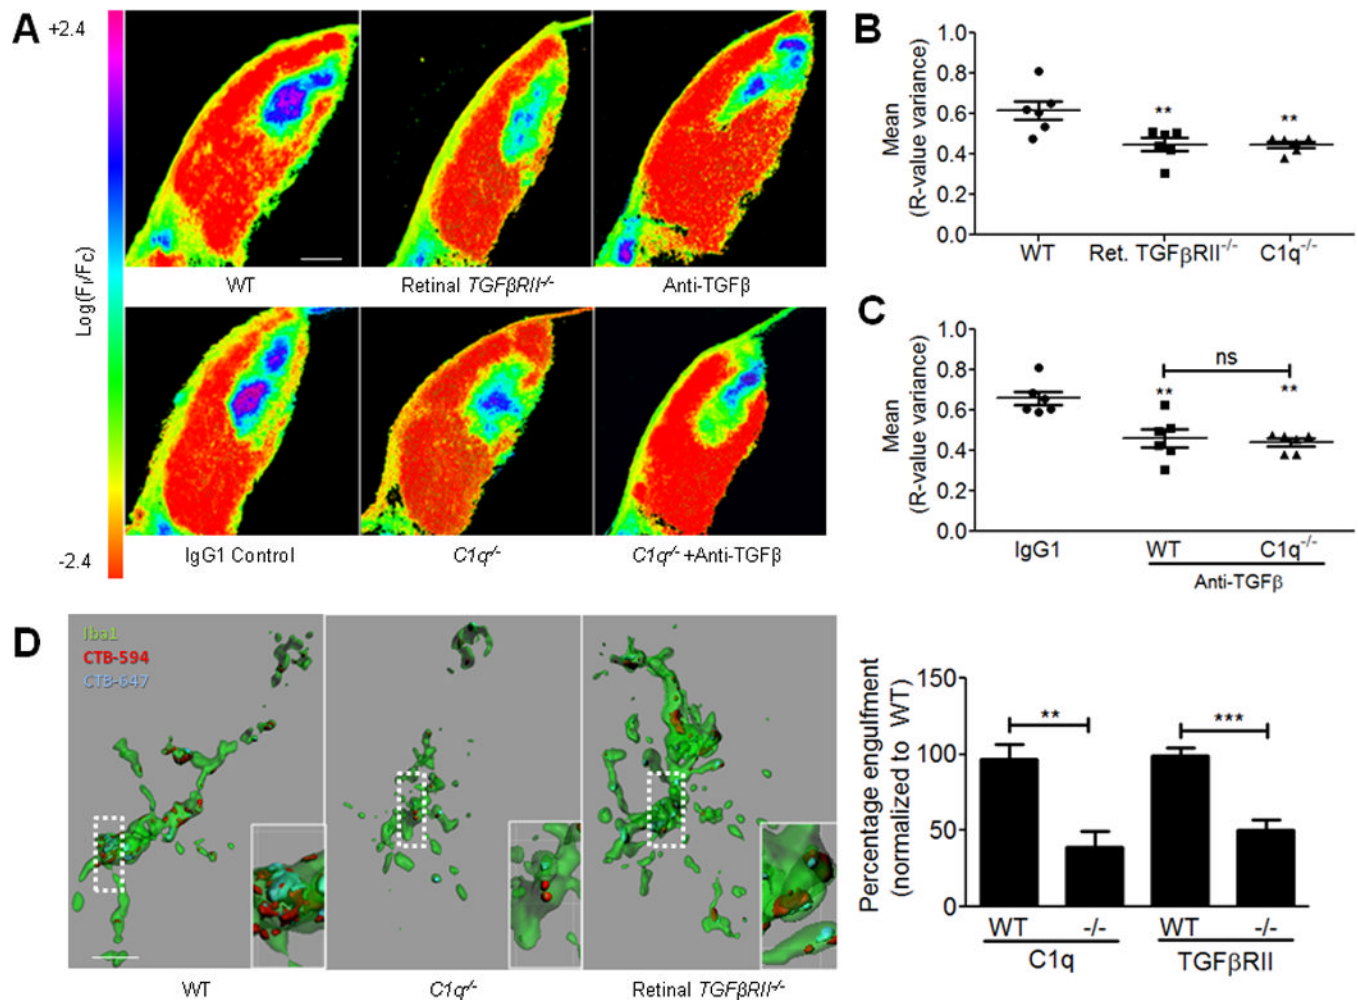 A
+2.4
Log(Fi/Fc)
-2.4
WT
Retinal TGFβRII-/-
Anti-TGFβ
IgG1 Control
C1q-/-
C1q-/- +Anti-TGFβ
B
Mean
(R-value variance)
1.0
0.8
0.6
0.4
0.2
0.0
**
**
WT
Ret. TGFβRII-/-
C1q-/-
C
Mean
(R-value variance)
1.0
0.8
0.6
0.4
0.2
0.0
ns
**
**
IgG1
WT
C1q-/-
Anti-TGFβ
D
Iba1
CTB-594
CTB-647
WT
C1q-/-
Retinal TGFβRII-/-
Percentage engulfment
(normalized to WT)
150
100
50
0
**
***
WT
-/-
WT
-/-
C1q
TGFβRII